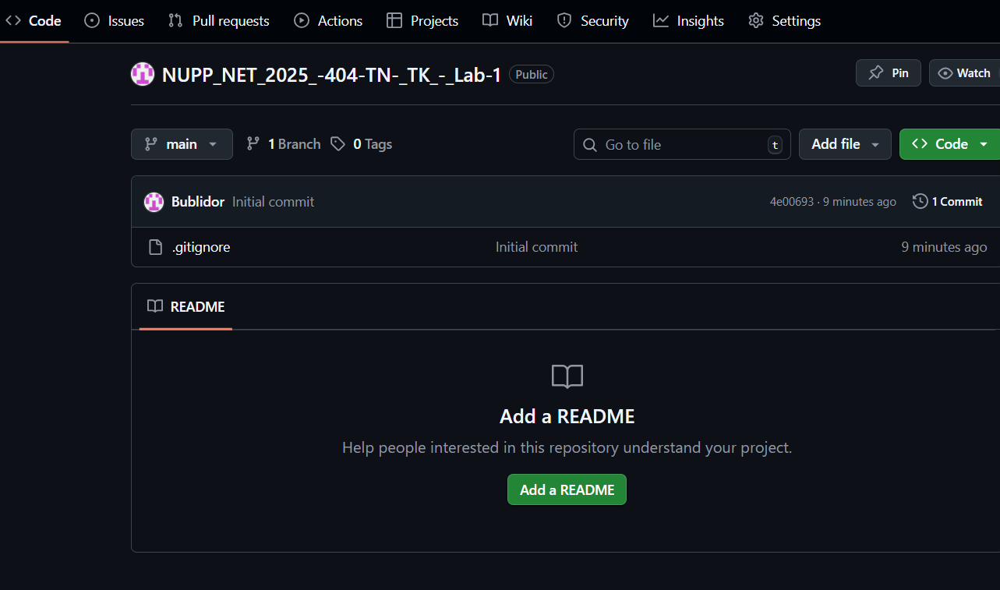 Code Issues Pull requests Actions Projects Wiki Security Insights Settings
NUPP_NET_2025_-404-TN-_TK_-_Lab-1 Public Pin Watch
main 1 Branch 0 Tags Go to file t Add file Code
Bublidor Initial commit 4e00693 · 9 minutes ago 1 Commit
.gitignore Initial commit 9 minutes ago
README
Add a README
Help people interested in this repository understand your project.
Add a README